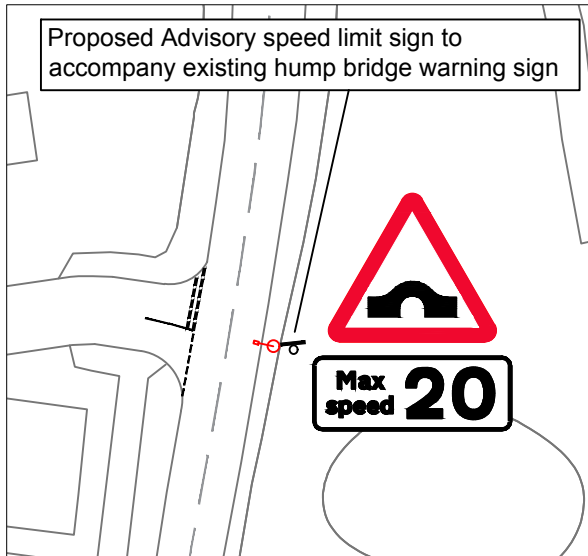 Proposed Advisory speed limit sign to
accompany existing hump bridge warning sign
Max
speed 20